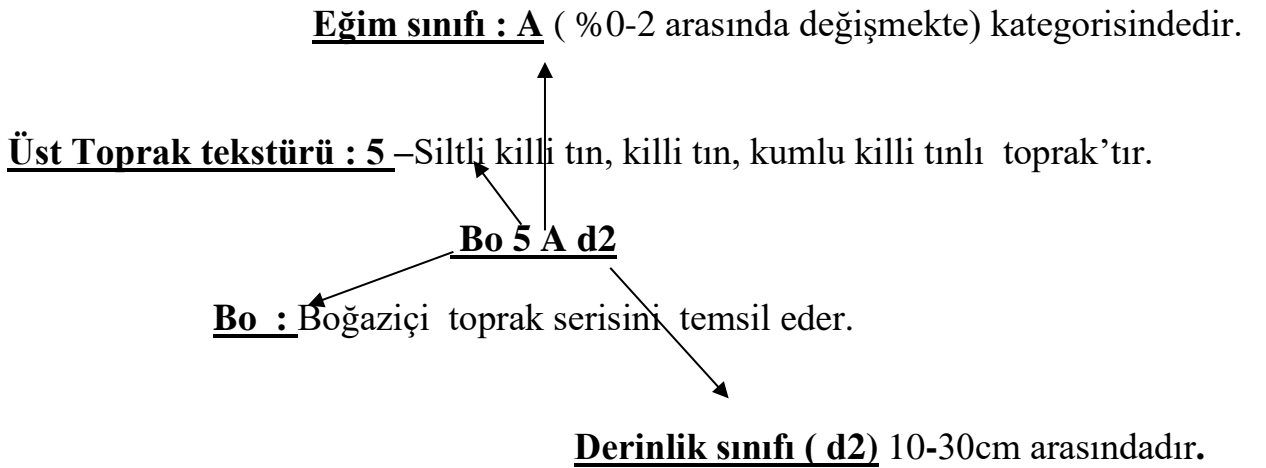 Eğim sınıfı : A ( %0-2 arasında değişmekte) kategorisindedir.
Üst Toprak tekstürü : 5 –Siltli killi tın, killi tın, kumlu killi tınlı toprak’tır.
Bo 5 A d2
Bo : Boğaziçi toprak serisini temsil eder.
Derinlik sınıfı ( d2) 10-30cm arasındadır.